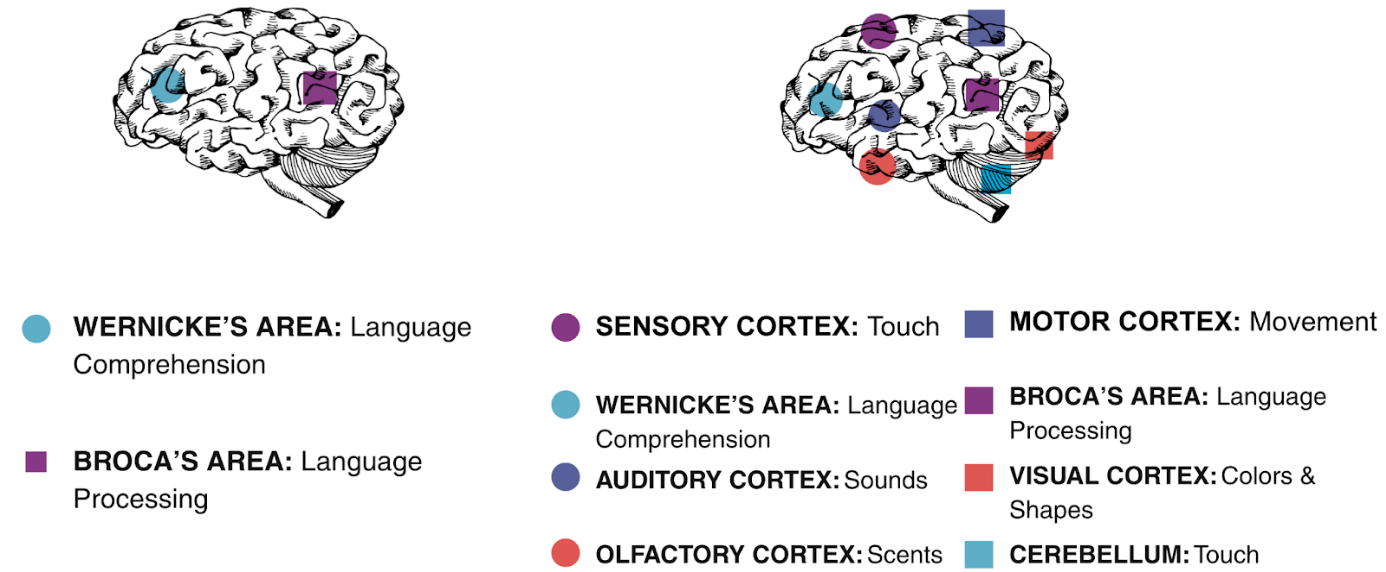 WERNICKE'S AREA: Language
Comprehension
BROCA'S AREA: Language
Processing
SENSORY CORTEX: Touch
WERNICKE'S AREA: Language
Comprehension
AUDITORY CORTEX: Sounds
OLFACTORY CORTEX: Scents
MOTOR CORTEX: Movement
BROCA'S AREA: Language
Processing
VISUAL CORTEX: Colors &
Shapes
CEREBELLUM: Touch